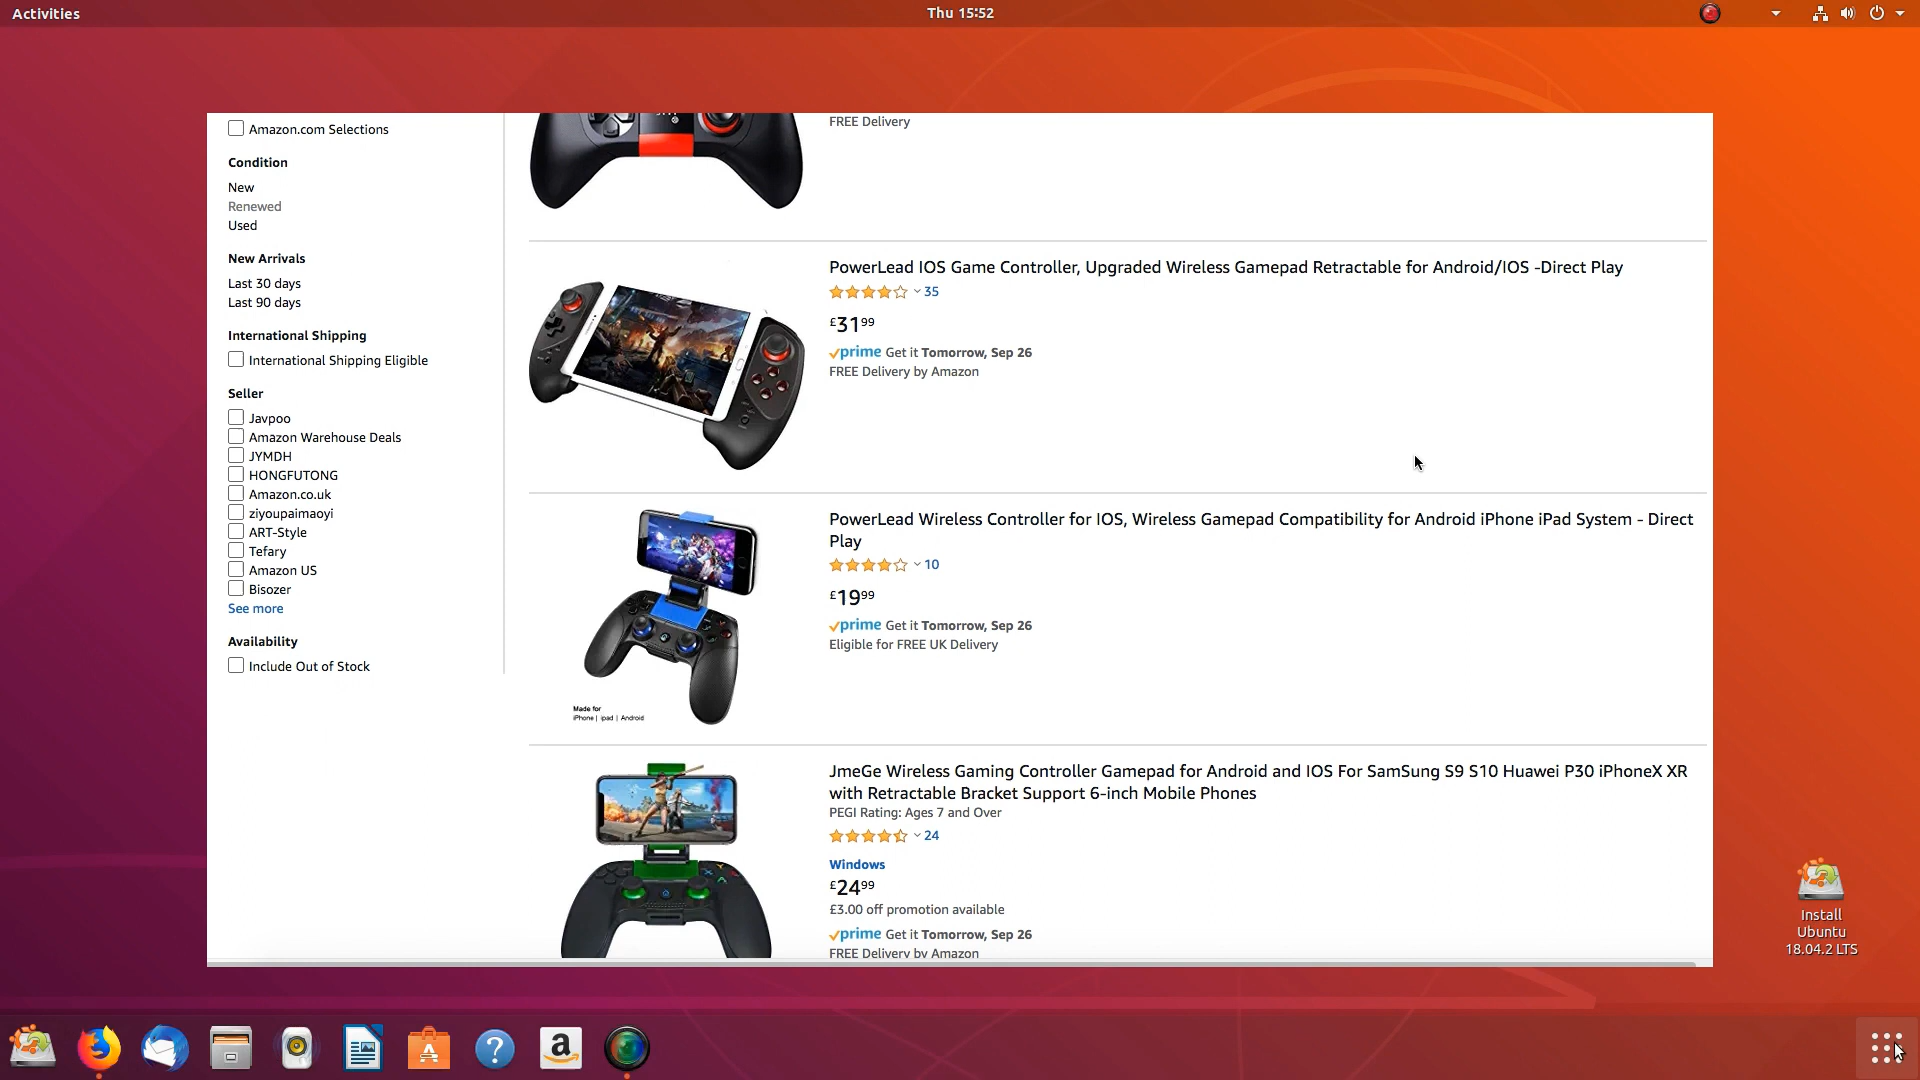 Activities
Thu 15:52
Amazon.com Selections
Condition
New
Renewed
Used
New Arrivals
Last 30 days
Last 90 days
International Shipping
International Shipping Eligible
Seller
Javpoo
Amazon Warehouse Deals
JYMDH
HONGFUTONG
Amazon.co.uk
ziyoupaimaoyi
ART-Style
Tefary
Amazon US
Bisozer
See more
Availability
Include Out of Stock
FREE Delivery
PowerLead IOS Game Controller, Upgraded Wireless Gamepad Retractable for Android/IOS -Direct Play
35
£31.99
prime Get it Tomorrow, Sep 26
FREE Delivery by Amazon
Made for
iPhone | ipad | Android
PowerLead Wireless Controller for IOS, Wireless Gamepad Compatibility for Android iPhone iPad System - Direct
Play
10
£19.99
prime Get it Tomorrow, Sep 26
Eligible for FREE UK Delivery
JmeGe Wireless Gaming Controller Gamepad for Android and IOS For SamSung S9 S10 Huawei P30 iPhoneX XR
with Retractable Bracket Support 6-inch Mobile Phones
PEGI Rating: Ages 7 and Over
24
Windows
£24.99
£3.00 off promotion available
prime Get it Tomorrow, Sep 26
FREE Delivery by Amazon
Install
Ubuntu
18.04.2 LTS